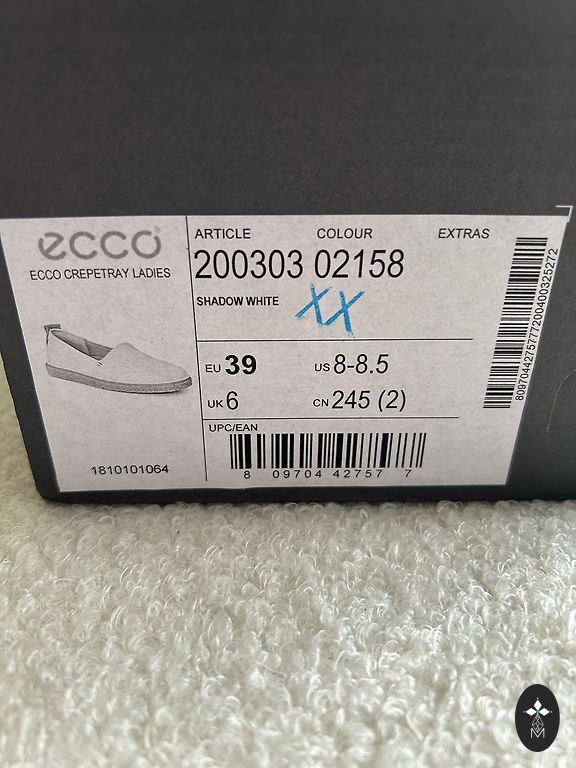 ecco
ECCO CREPETRAY LADIES
1810101064
ARTICLE COLOUR EXTRAS
200303 02158
SHADOW WHITE
XX
EU 39 US 8-8.5
UK 6 CN 245 (2)
UPC/EAN
8 09704 42757 7
8097044275777200400325272
M